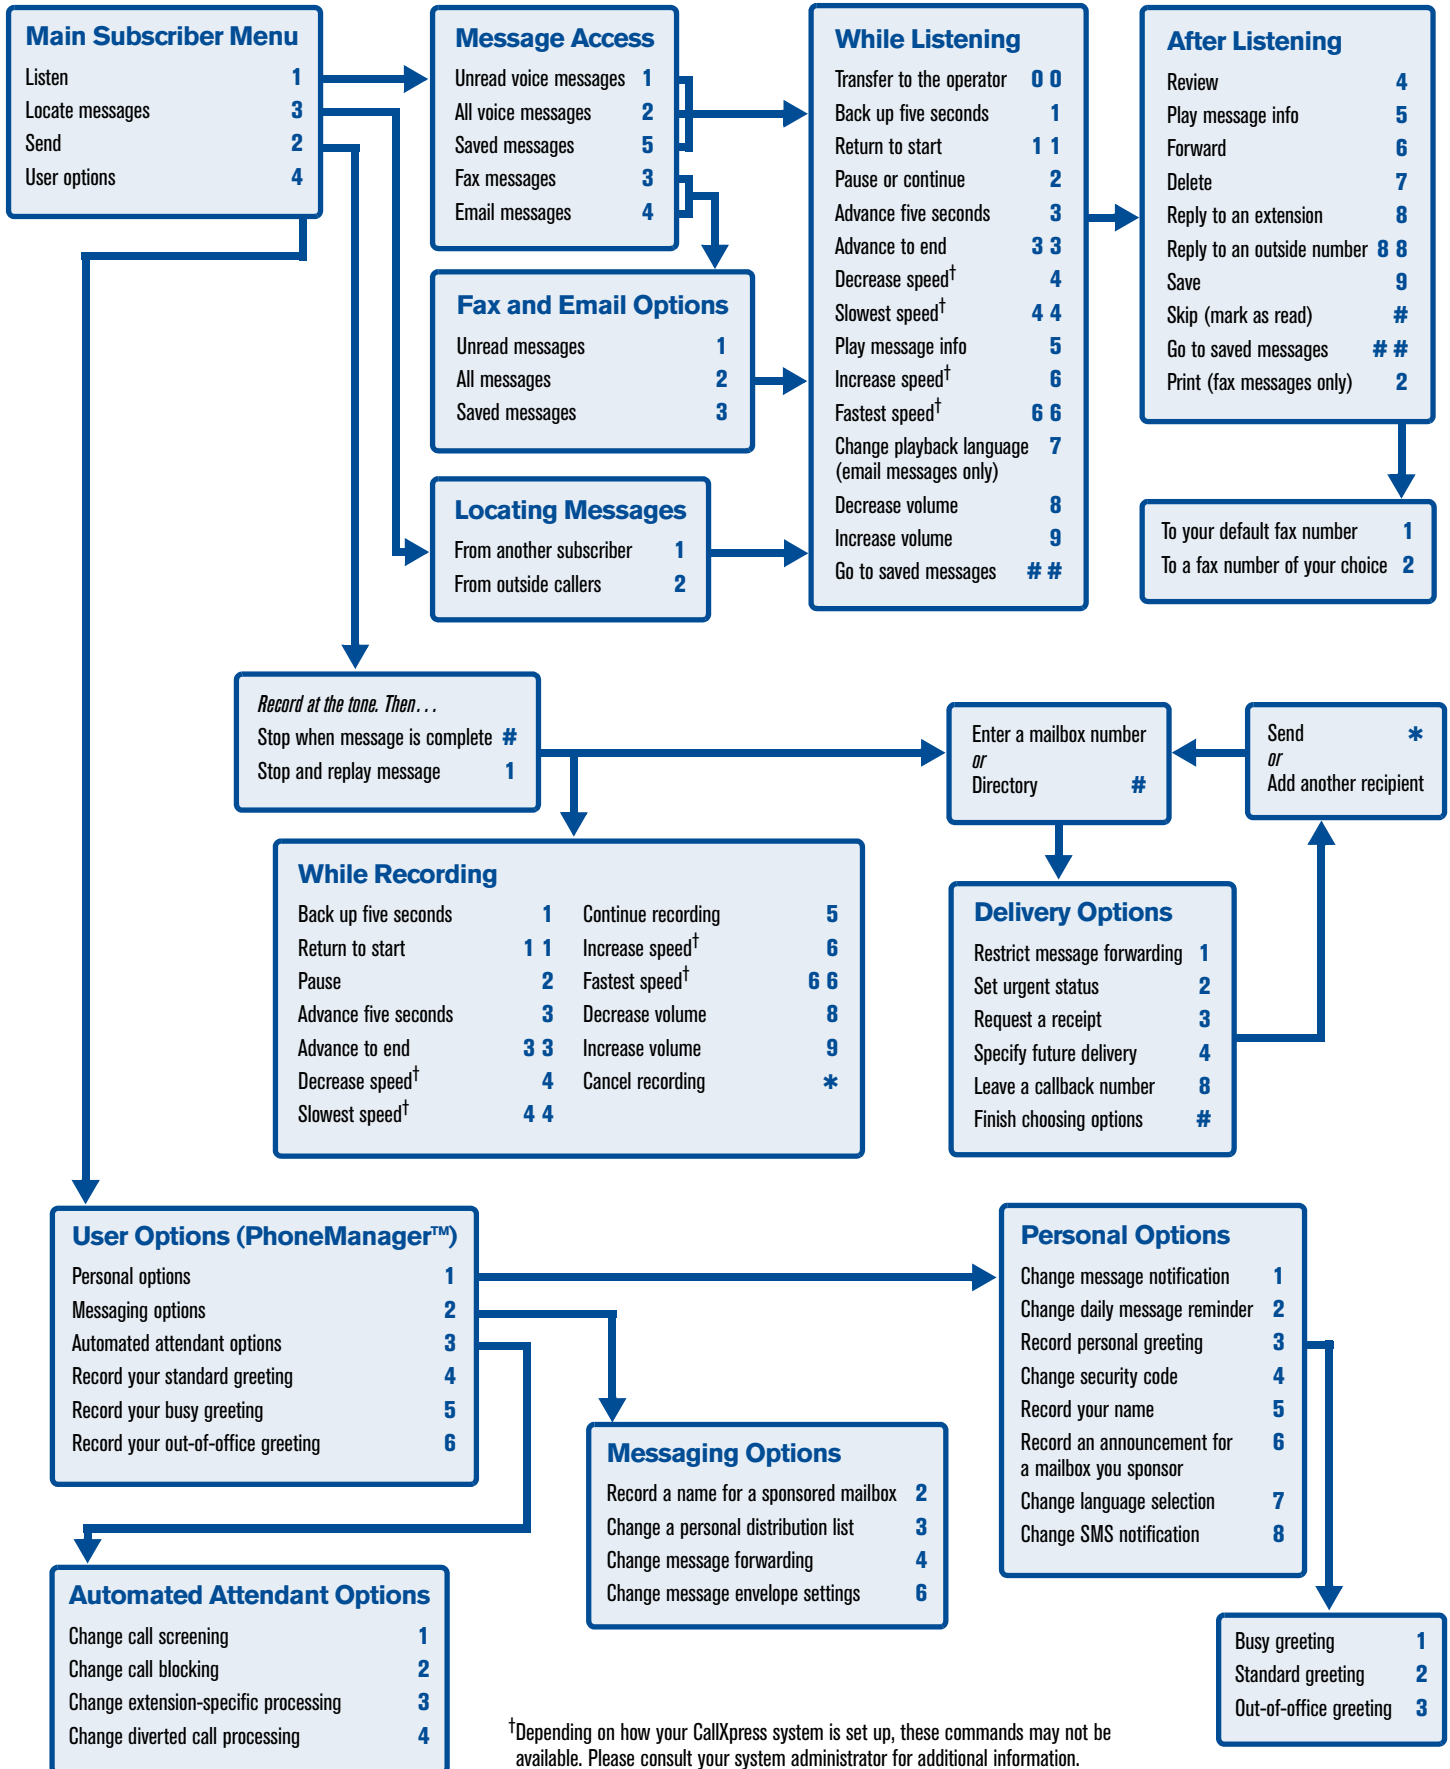 Main Subscriber Menu
Listen 1
Locate messages 3
Send 2
User options 4
Message Access
Unread voice messages 1
All voice messages 2
Saved messages 5
Fax messages 3
Email messages 4
Fax and Email Options
Unread messages 1
All messages 2
Saved messages 3
Locating Messages
From another subscriber 1
From outside callers 2
While Listening
Transfer to the operator 0 0
Back up five seconds 1
Return to start 1 1
Pause or continue 2
Advance five seconds 3
Advance to end 3 3
Decrease speed† 4
Slowest speed† 4 4
Play message info 5
Increase speed† 6
Fastest speed† 6 6
Change playback language 7
(email messages only)
Decrease volume 8
Increase volume 9
Go to saved messages # #
After Listening
Review 4
Play message info 5
Forward 6
Delete 7
Reply to an extension 8
Reply to an outside number 8 8
Save 9
Skip (mark as read) #
Go to saved messages # #
Print (fax messages only) 2
To your default fax number 1
To a fax number of your choice 2
Record at the tone. Then . . .
Stop when message is complete #
Stop and replay message 1
Enter a mailbox number
or
Directory #
Send *
or
Add another recipient
While Recording
Back up five seconds 1
Return to start 1 1
Pause 2
Advance five seconds 3
Advance to end 3 3
Decrease speed† 4
Slowest speed† 4 4
Continue recording 5
Increase speed† 6
Fastest speed† 6 6
Decrease volume 8
Increase volume 9
Cancel recording *
Delivery Options
Restrict message forwarding 1
Set urgent status 2
Request a receipt 3
Specify future delivery 4
Leave a callback number 8
Finish choosing options #
User Options (PhoneManager™)
Personal options 1
Messaging options 2
Automated attendant options 3
Record your standard greeting 4
Record your busy greeting 5
Record your out-of-office greeting 6
Personal Options
Change message notification 1
Change daily message reminder 2
Record personal greeting 3
Change security code 4
Record your name 5
Record an announcement for 6
a mailbox you sponsor
Change language selection 7
Change SMS notification 8
Messaging Options
Record a name for a sponsored mailbox 2
Change a personal distribution list 3
Change message forwarding 4
Change message envelope settings 6
Automated Attendant Options
Change call screening 1
Change call blocking 2
Change extension-specific processing 3
Change diverted call processing 4
Busy greeting 1
Standard greeting 2
Out-of-office greeting 3
†Depending on how your CallXpress system is set up, these commands may not be
available. Please consult your system administrator for additional information.